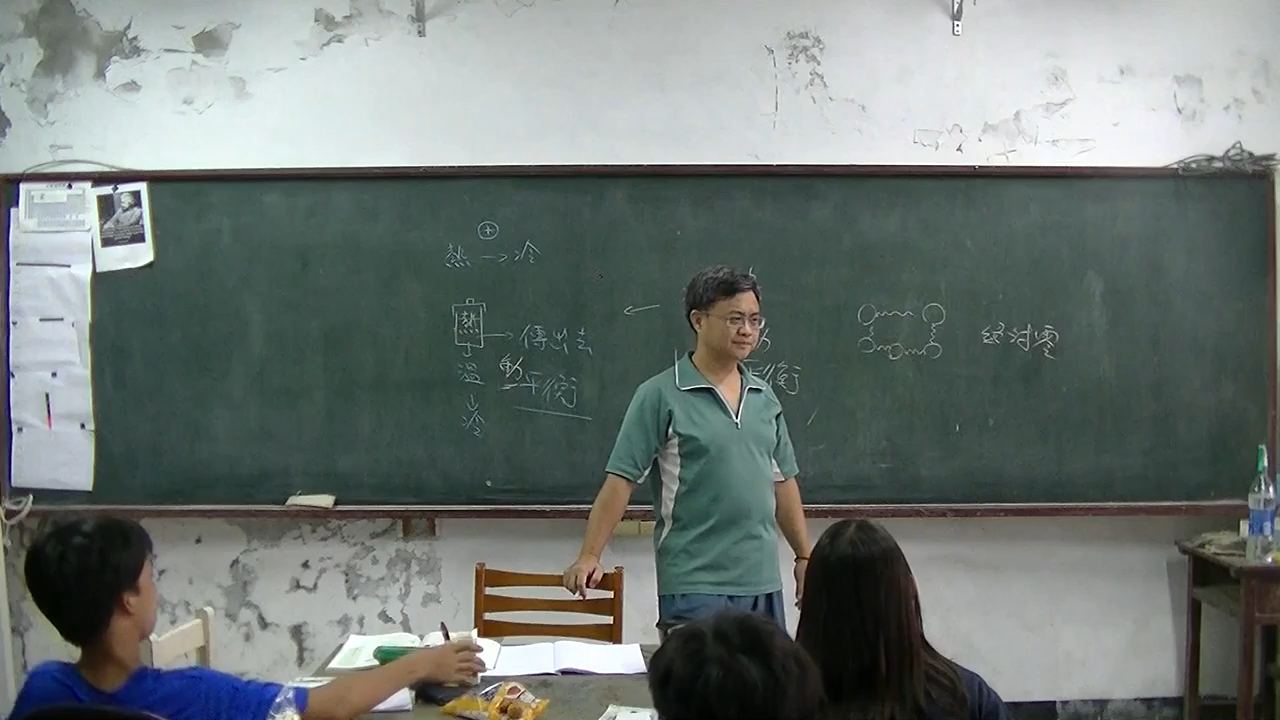 ⊕
熱→冷
熱→傳出去
↓
溫 動平衡
↓
冷
←
衡
絕對零